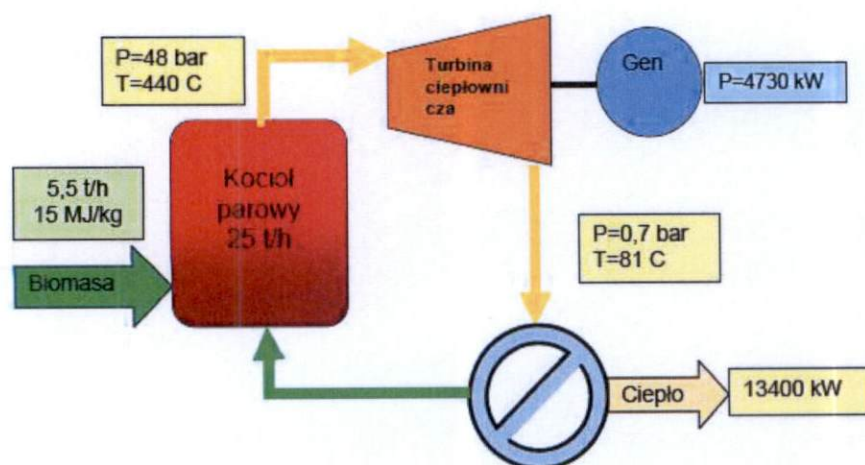 P=48 bar
T=440 C
Turbina
ciepłowni
cza
Gen
P=4730 kW
5,5 t/h
15 MJ/kg
Kocioł
parowy
25 t/h
Biomasa
P=0,7 bar
T=81 C
Ciepło
13400 kW